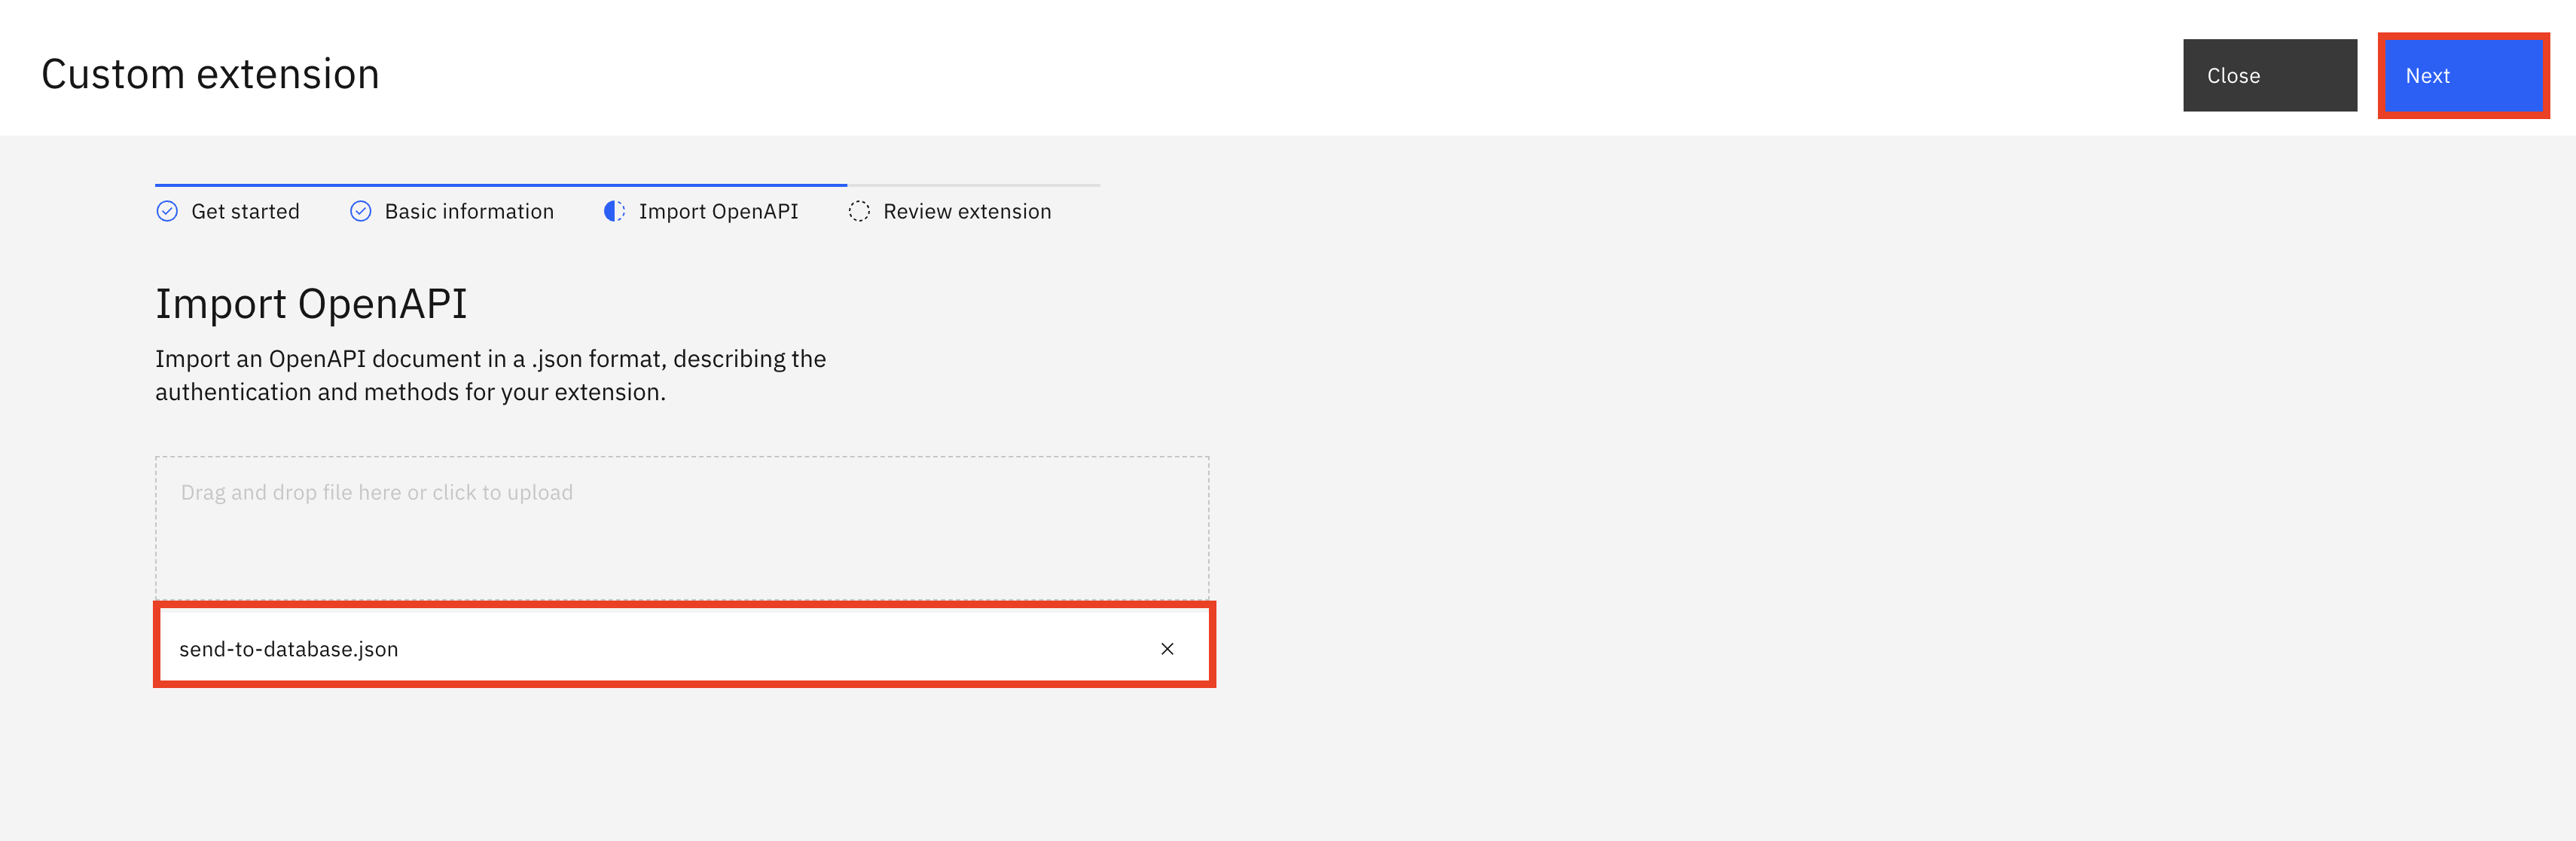 Custom extension
Close
Next
Get started
Basic information
Import OpenAPI
Review extension
Import OpenAPI
Import an OpenAPI document in a .json format, describing the
authentication and methods for your extension.
Drag and drop file here or click to upload
send-to-database.json